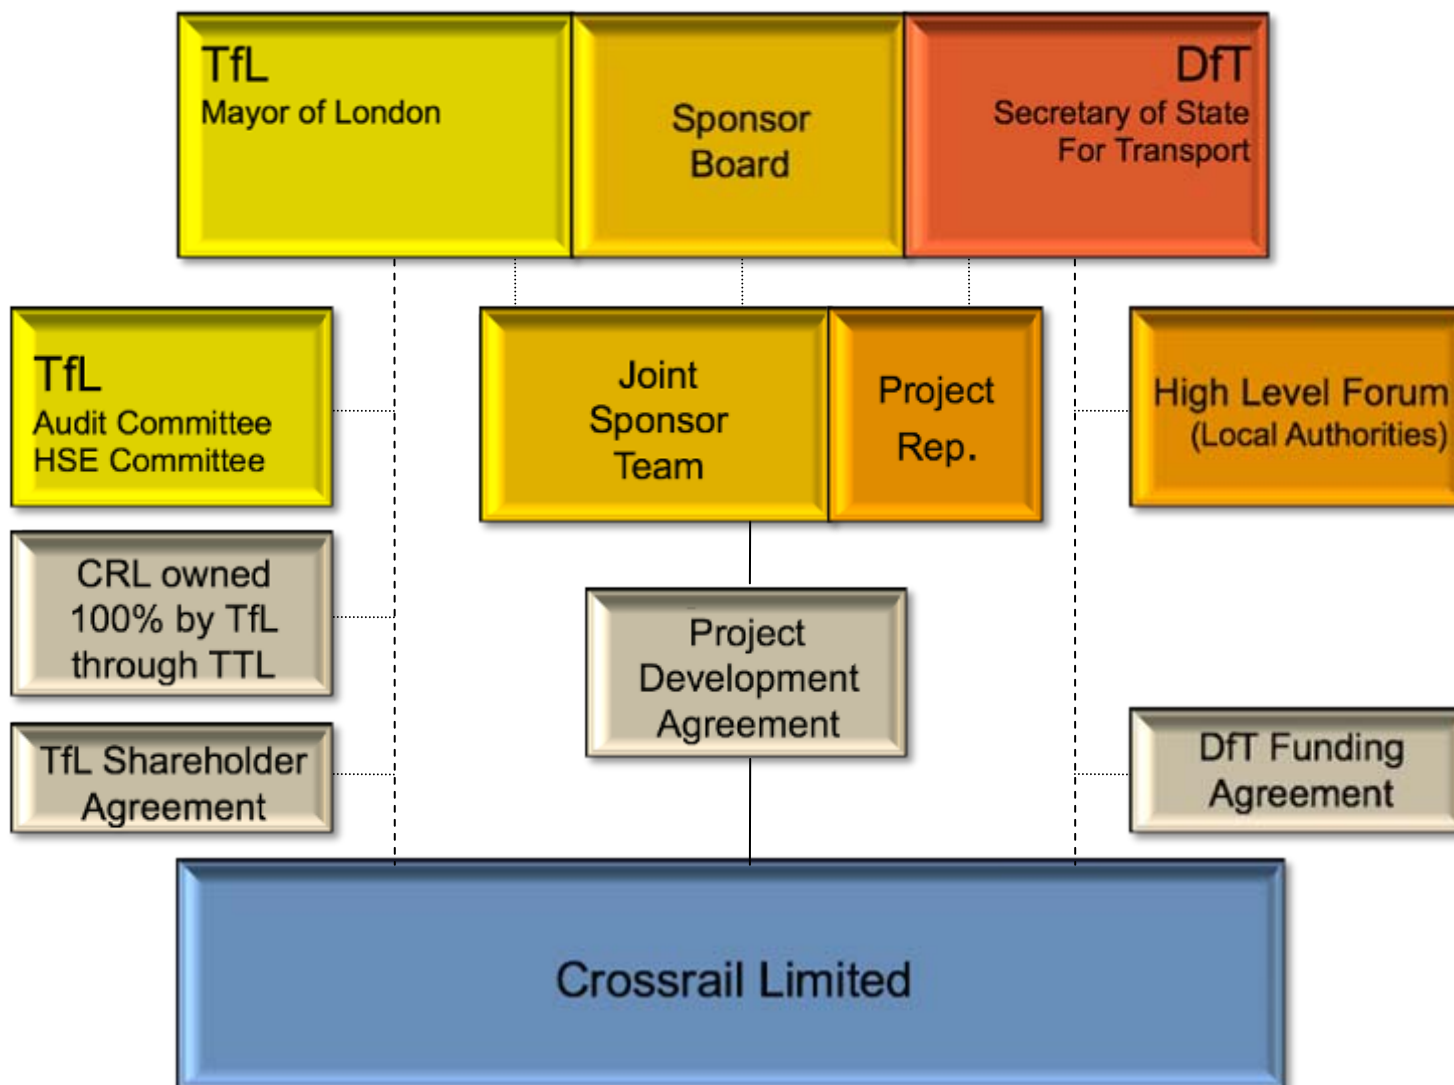 TfL
Mayor of London
Sponsor
Board
DfT
Secretary of State
For Transport
TfL
Audit Committee
HSE Committee
Joint
Sponsor
Team
Project
Rep.
High Level Forum
(Local Authorities)
CRL owned
100% by TfL
through TTL
Project
Development
Agreement
TfL Shareholder
Agreement
DfT Funding
Agreement
Crossrail Limited